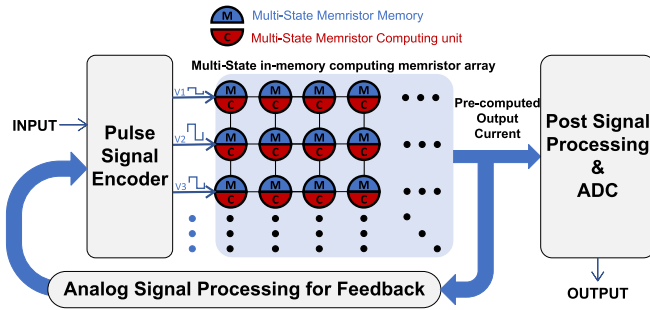 M
Multi-State Memristor Memory
C
Multi-State Memristor Computing unit
Multi-State in-memory computing memristor array
INPUT
Pulse
Signal
Encoder
V1
V2
V3
M M M M
C C C C
M M M M
C C C C
M M M M
C C C C
Pre-computed
Output
Current
Post Signal
Processing
&
ADC
Analog Signal Processing for Feedback
OUTPUT